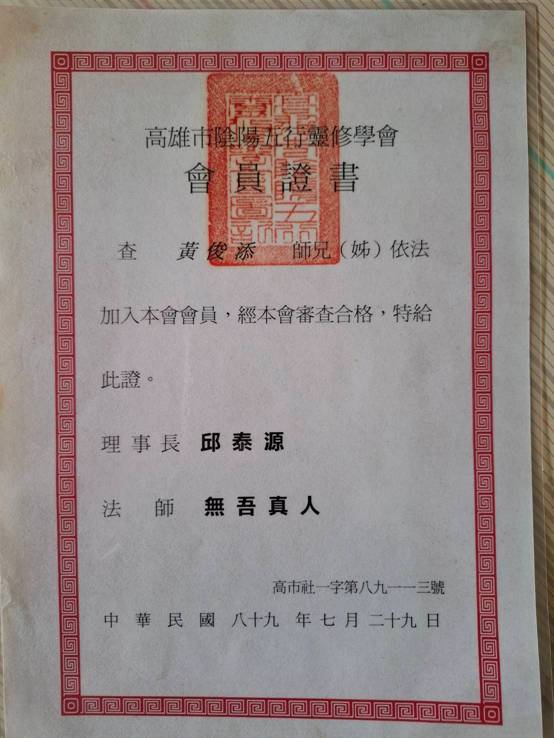 高雄市陰陽五行靈修學會
會員證書
查 黃俊添 師兄（姊）依法
加入本會會員，經本會審查合格，特給
此證。
理事長 邱泰源
法師 無吾真人
高市社一字第八九一一三號
中華民國 八十九 年 七 月 二十九 日